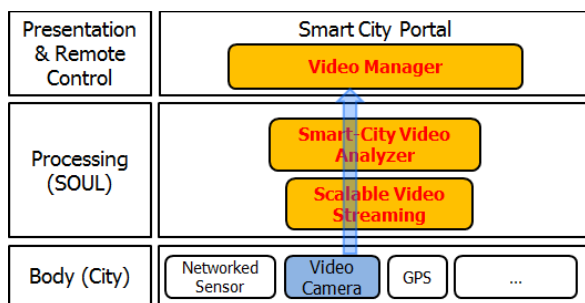 Presentation
& Remote
Control
Smart City Portal
Video Manager
Processing
(SOUL)
Smart-City Video
Analyzer
Scalable Video
Streaming
Body (City)
Networked
Sensor
Video
Camera
GPS
...